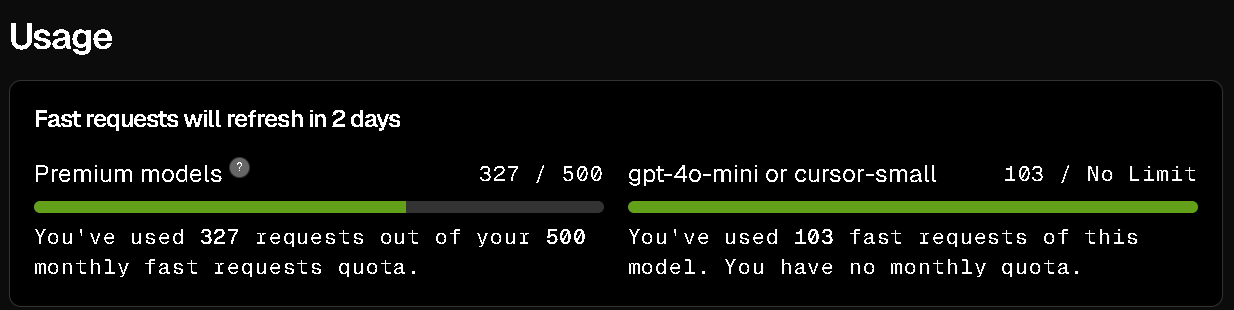 Usage
Fast requests will refresh in 2 days
Premium models ? 327 / 500
You've used 327 requests out of your 500
monthly fast requests quota.
gpt-4o-mini or cursor-small 103 / No Limit
You've used 103 fast requests of this
model. You have no monthly quota.